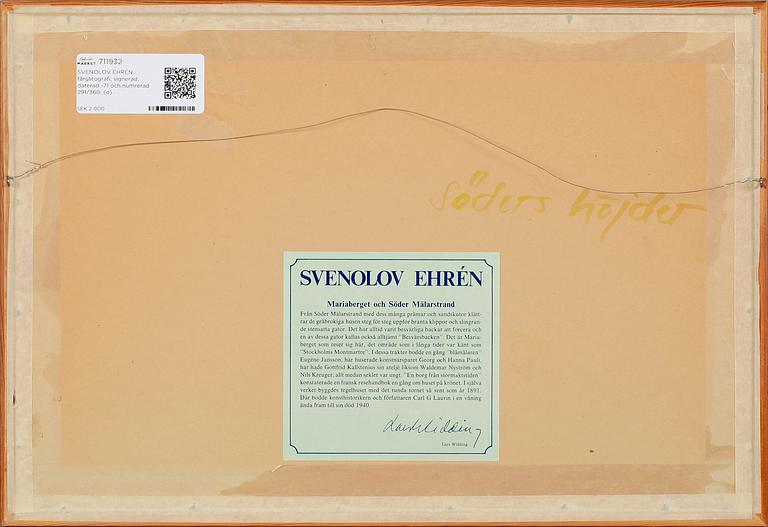 MARKET 711932
SVENOLOV EHRÉN,
färglitografi, signerad,
daterad -71 och numrerad
291/360. (d)
SEK 2 000
Söders höjder
SVENOLOV EHRÉN
Mariaberget och Söder Mälarstrand
Från Söder Mälarstrand med dess många pråmar och sandskutor klätt-
rar de gråbrokiga husen steg för steg uppför branta klippor och slingran-
de stensatta gator. Det har alltid varit besvärliga backar att forcera och
en av dessa gator kallas också alltjämt "Besvärsbacken". Det är Maria-
berget som reser sig här, det område som i långa tider var känt som
"Stockholms Montmartre". I dessa trakter bodde en gång "blåmålaren"
Eugène Jansson, här huserade konstnärsparet Georg och Hanna Pauli,
här hade Gottfrid Kallstenius sin ateljé liksom Waldemar Nyström och
Nils Kreuger, allt medan seklet var ungt. "En borg från stormaktstiden"
konstaterade en fransk resehandbok en gång om huset på krönet. I själva
verket byggdes tegelhuset med det runda tornet så sent som år 1891.
Där bodde konsthistorikern och författaren Carl G Laurin i en våning
ända fram till sin död 1940.
Lars Widding
Lars Widding